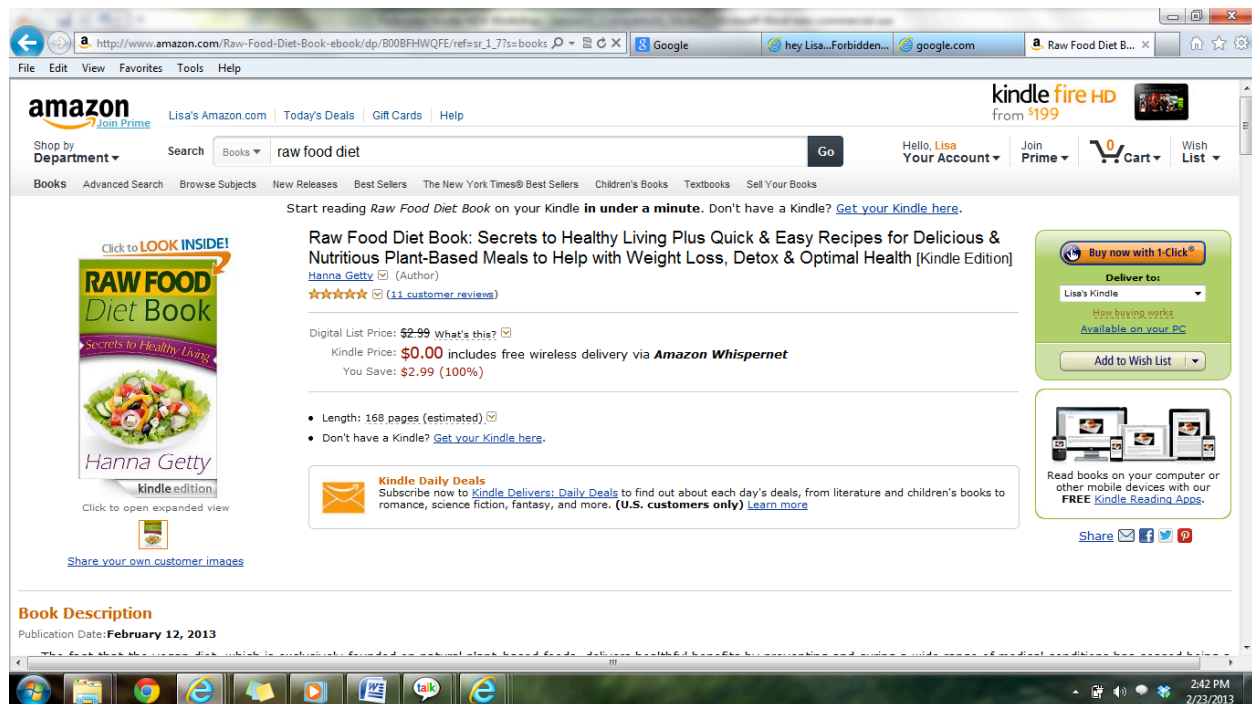 http://www.amazon.com/Raw-Food-Diet-Book-ebook/dp/B00BFHWQFE/ref=sr_1_7?s=books
Google
hey Lisa...Forbidden...
google.com
Raw Food Diet B...
File Edit View Favorites Tools Help
amazon
Join Prime
Lisa's Amazon.com Today's Deals Gift Cards Help
kindle fire HD
from $199
Shop by
Department
Search Books raw food diet Go
Hello, Lisa
Your Account
Join
Prime
0
Cart
Wish
List
Books Advanced Search Browse Subjects New Releases Best Sellers The New York Times® Best Sellers Children's Books Textbooks Sell Your Books
Start reading Raw Food Diet Book on your Kindle in under a minute. Don't have a Kindle? Get your Kindle here.
Click to LOOK INSIDE!
RAW FOOD
Diet Book
Secrets to Healthy Living
Hanna Getty
kindle edition
Click to open expanded view
Share your own customer images
Raw Food Diet Book: Secrets to Healthy Living Plus Quick & Easy Recipes for Delicious &
Nutritious Plant-Based Meals to Help with Weight Loss, Detox & Optimal Health [Kindle Edition]
Hanna Getty (Author)
(11 customer reviews)
Digital List Price: $2.99 What's this?
Kindle Price: $0.00 includes free wireless delivery via Amazon Whispernet
You Save: $2.99 (100%)
Length: 168 pages (estimated)
Don't have a Kindle? Get your Kindle here.
Kindle Daily Deals
Subscribe now to Kindle Delivers: Daily Deals to find out about each day's deals, from literature and children's books to
romance, science fiction, fantasy, and more. (U.S. customers only) Learn more
Buy now with 1-Click®
Deliver to:
Lisa's Kindle
How buying works
Available on your PC
Add to Wish List
Read books on your computer or
other mobile devices with our
FREE Kindle Reading Apps.
Share
Book Description
Publication Date:February 12, 2013
talk
2:42 PM
2/23/2013